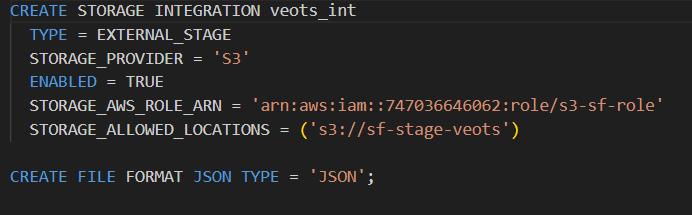 CREATE STORAGE INTEGRATION veots_int
TYPE = EXTERNAL_STAGE
STORAGE_PROVIDER = 'S3'
ENABLED = TRUE
STORAGE_AWS_ROLE_ARN = 'arn:aws:iam::747036646062:role/s3-sf-role'
STORAGE_ALLOWED_LOCATIONS = ('s3://sf-stage-veots')
CREATE FILE FORMAT JSON TYPE = 'JSON';